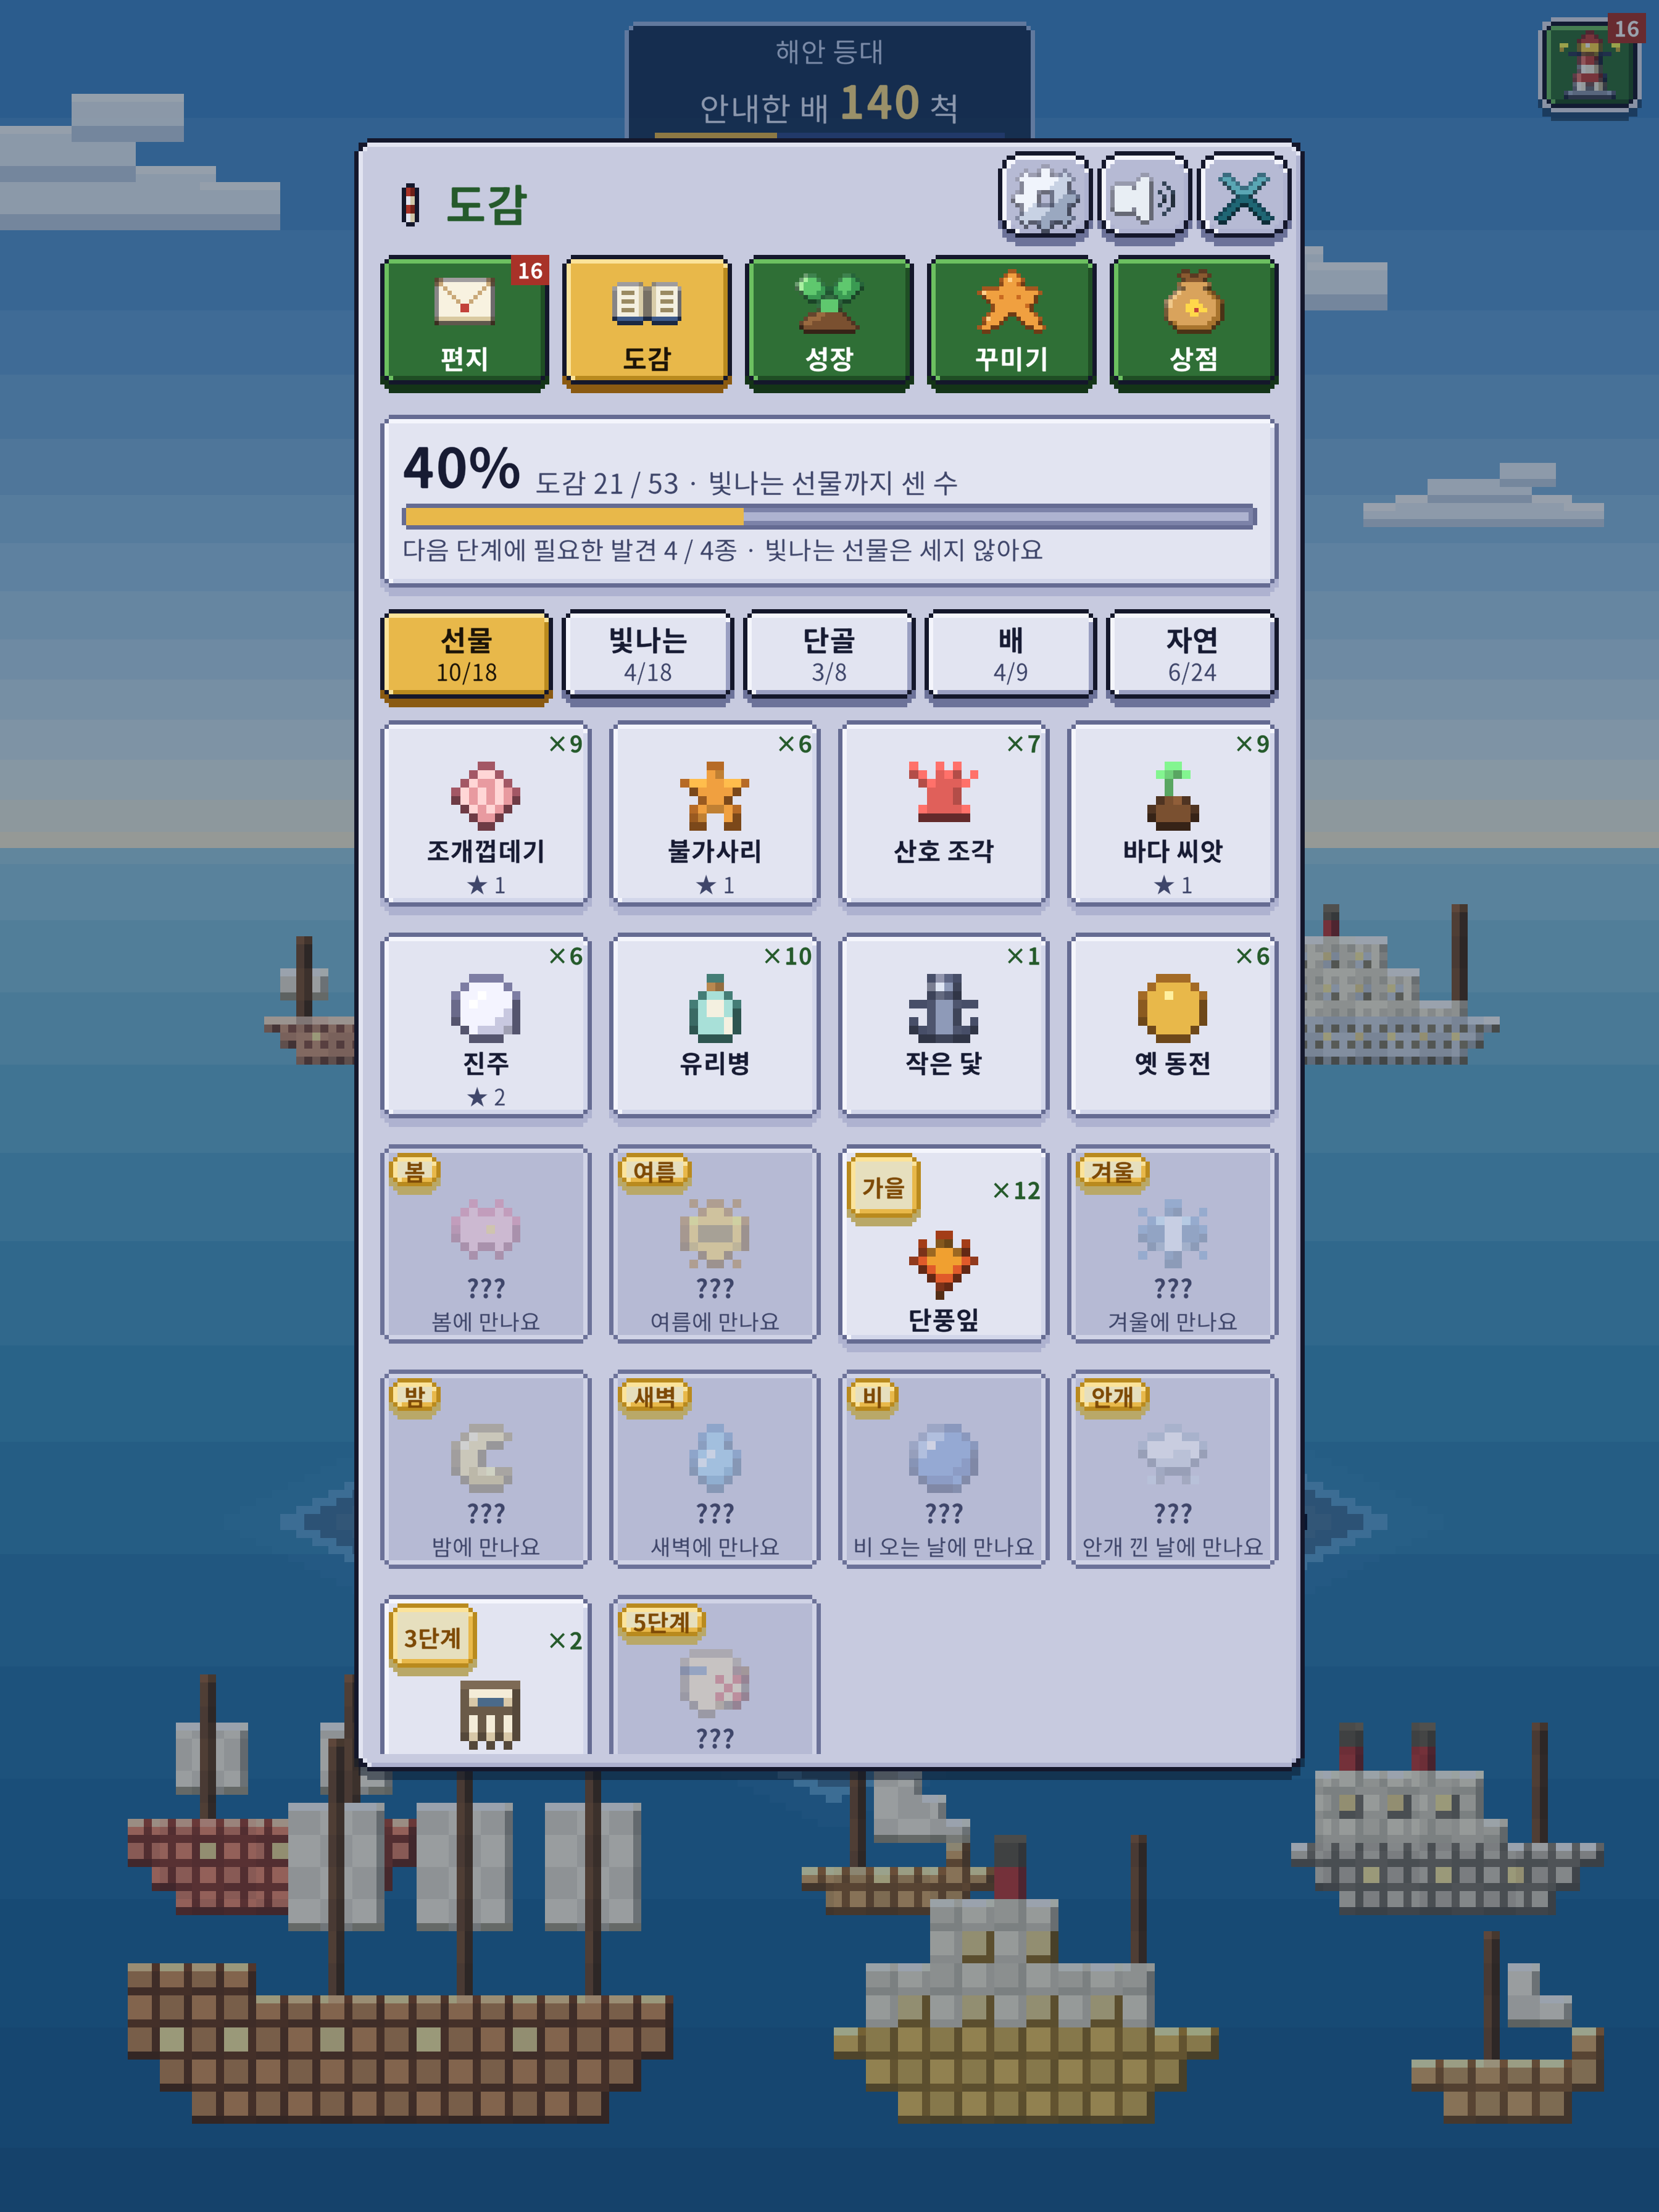 해안 등대
안내한 배 140 척
16
도감
16
편지
도감
성장
꾸미기
상점
40% 도감 21 / 53 · 빛나는 선물까지 센 수
다음 단계에 필요한 발견 4 / 4종 · 빛나는 선물은 세지 않아요
선물
10/18
빛나는
4/18
단골
3/8
배
4/9
자연
6/24
×9
조개껍데기
★ 1
×6
불가사리
★ 1
×7
산호 조각
×9
바다 씨앗
★ 1
×6
진주
★ 2
×10
유리병
×1
작은 닻
×6
옛 동전
봄
???
봄에 만나요
여름
???
여름에 만나요
가을
×12
단풍잎
겨울
???
겨울에 만나요
밤
???
밤에 만나요
새벽
???
새벽에 만나요
비
???
비 오는 날에 만나요
안개
???
안개 낀 날에 만나요
3단계
×2
5단계
???